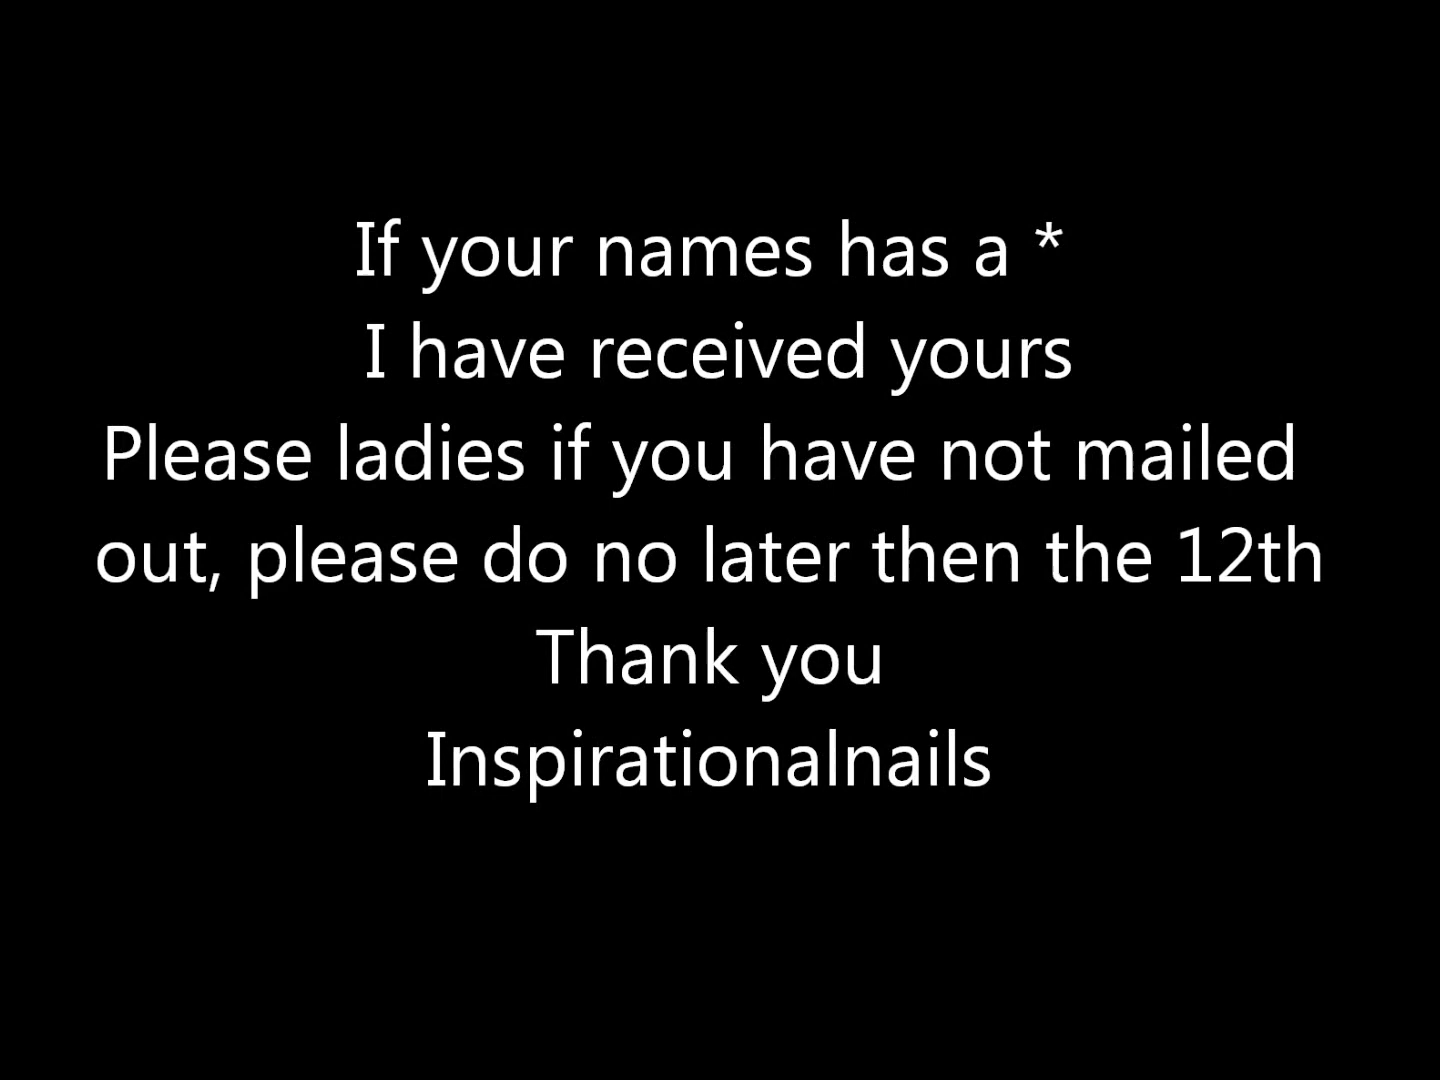 If your names has a *
I have received yours
Please ladies if you have not mailed
out, please do no later then the 12th
Thank you
Inspirationalnails